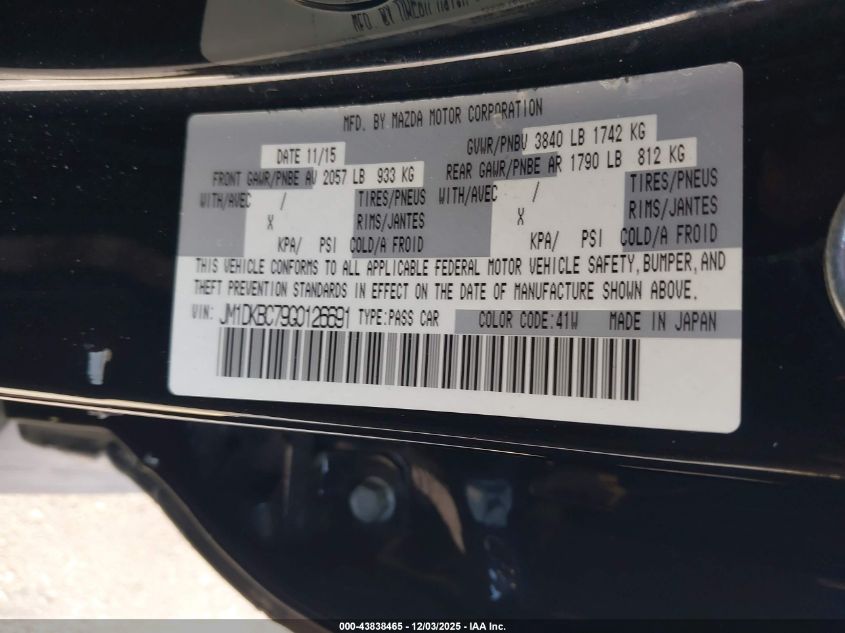 MFD. BY MAZDA MOTOR CORPORATION
DATE 11/15 GVWR/PNBV 3840 LB 1742 KG
FRONT GAWR/PNBE AV 2057 LB 933 KG REAR GAWR/PNBE AR 1790 LB 812 KG
WITH/AVEC / TIRES/PNEUS WITH/AVEC / TIRES/PNEUS
X RIMS/JANTES X RIMS/JANTES
KPA/ PSI COLD/A FROID KPA/ PSI COLD/A FROID
THIS VEHICLE CONFORMS TO ALL APPLICABLE FEDERAL MOTOR VEHICLE SAFETY, BUMPER, AND
THEFT PREVENTION STANDARDS IN EFFECT ON THE DATE OF MANUFACTURE SHOWN ABOVE.
VIN: JM1DKBC79G0126691 TYPE:PASS CAR COLOR CODE:41W MADE IN JAPAN
000-43838465 - 12/03/2025 - IAA Inc.